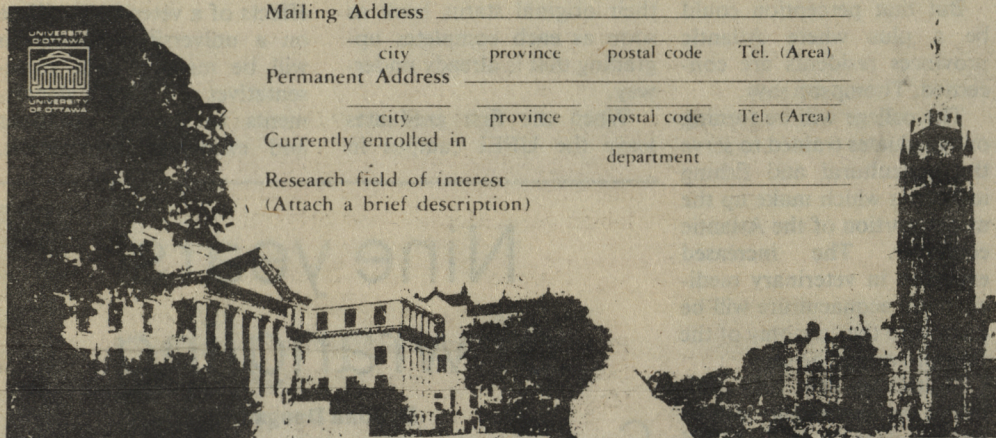 Mailing Address
city province postal code Tel. (Area)
Permanent Address
city province postal code Tel. (Area)
Currently enrolled in
department
Research field of interest
(Attach a brief description)
UNIVERSITÉ
D'OTTAWA
UNIVERSITY
OF OTTAWA